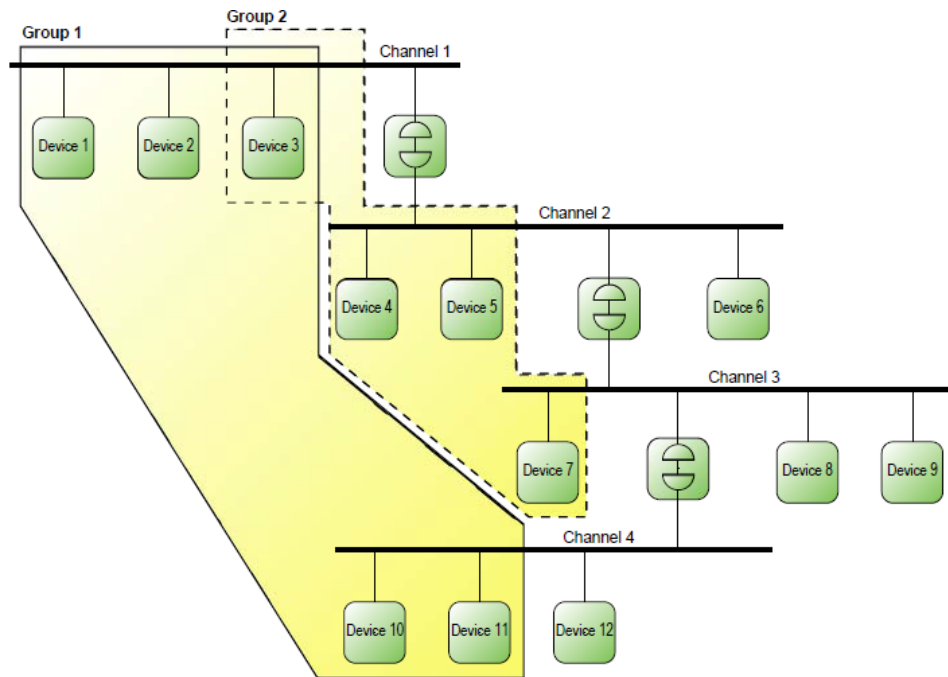 Group 2
Group 1
Channel 1
Device 1
Device 2
Device 3
Channel 2
Device 4
Device 5
Device 6
Channel 3
Device 7
Device 8
Device 9
Channel 4
Device 10
Device 11
Device 12